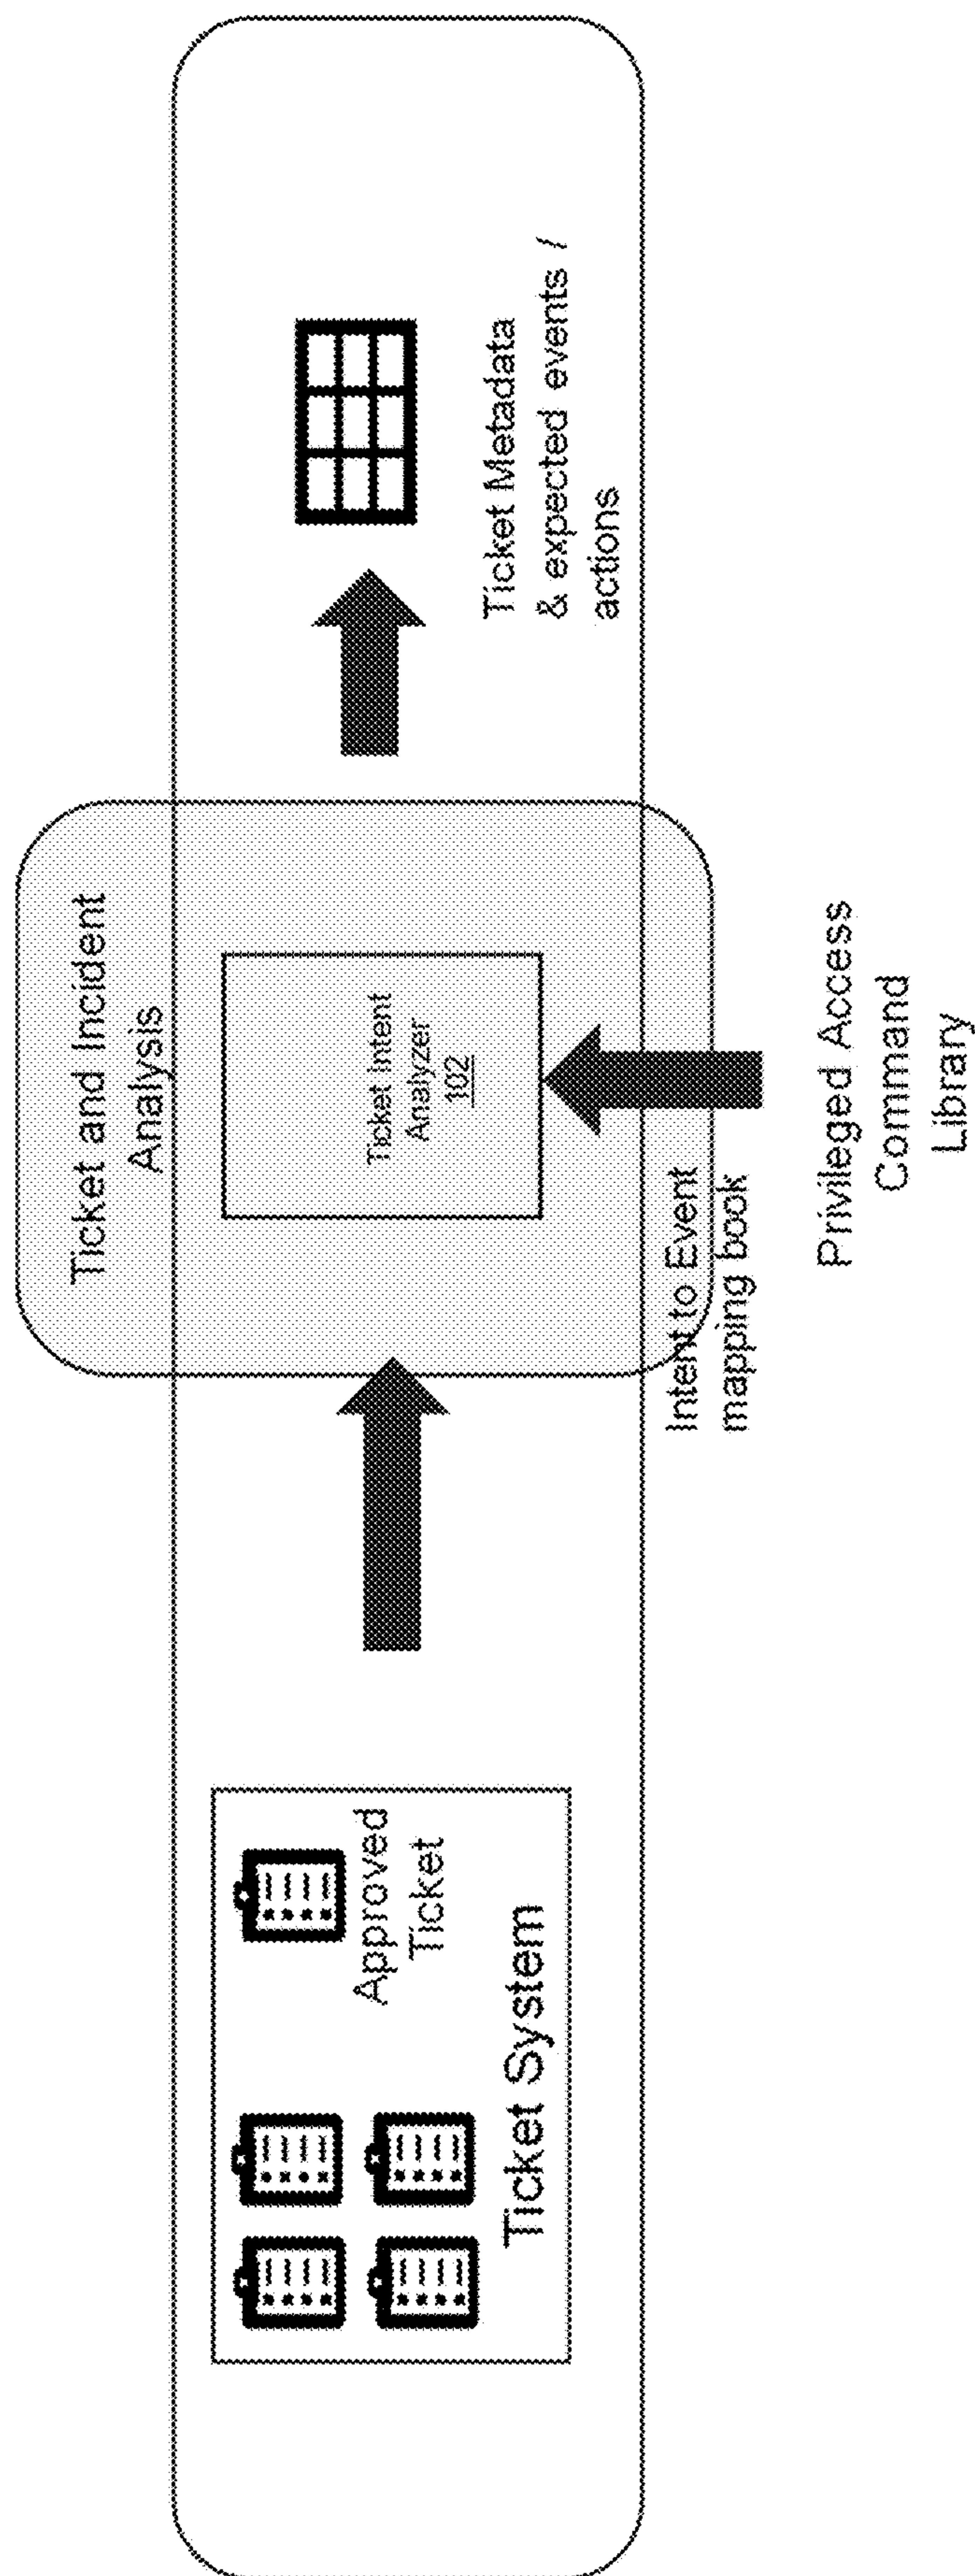 Ticket and Incident
Analysis
Approved
Ticket
Ticket System
Ticket Intent
Analyzer
102
Intent to Event
mapping book
Privileged Access
Command
Library
Ticket Metadata
& expected events /
actions